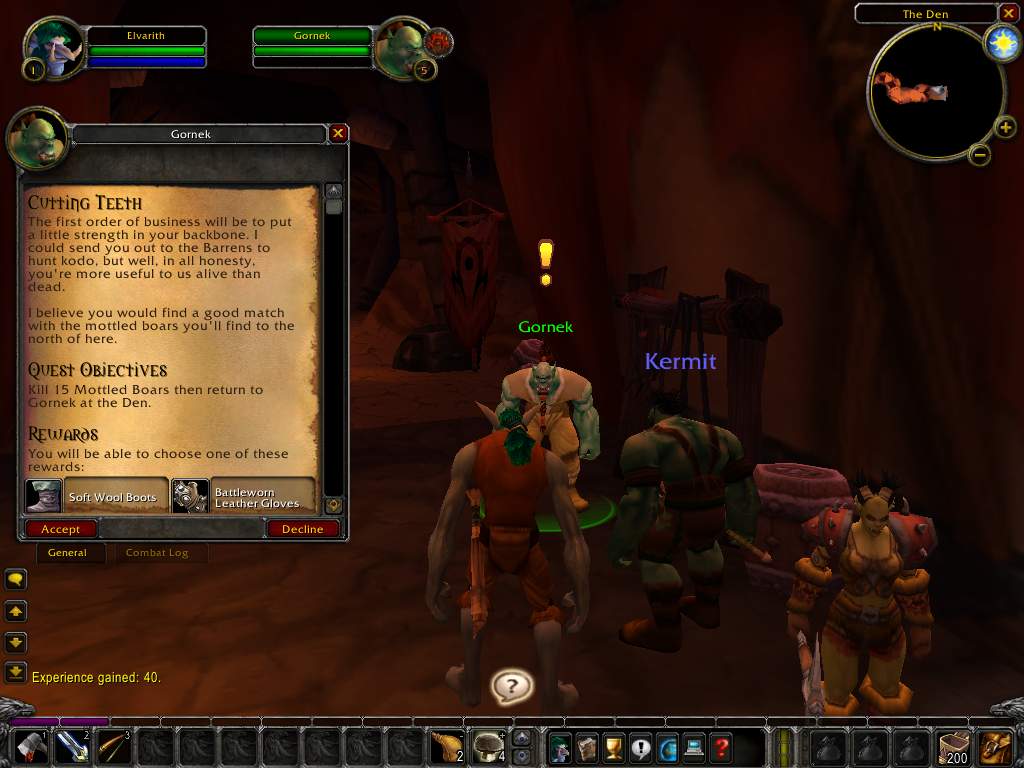 Elvarith
1
Gornek
5
The Den
N
Gornek
Cutting Teeth
The first order of business will be to put
a little strength in your backbone. I
could send you out to the Barrens to
hunt kodo, but well, in all honesty,
you're more useful to us alive than
dead.
I believe you would find a good match
with the mottled boars you'll find to the
north of here.
Quest Objectives
Kill 15 Mottled Boars then return to
Gornek at the Den.
Rewards
You will be able to choose one of these
rewards:
Soft Wool Boots
Battleworn
Leather Gloves
Accept
Decline
General
Combat Log
Gornek
Kermit
Experience gained: 40.
1
2
3
2
4
200